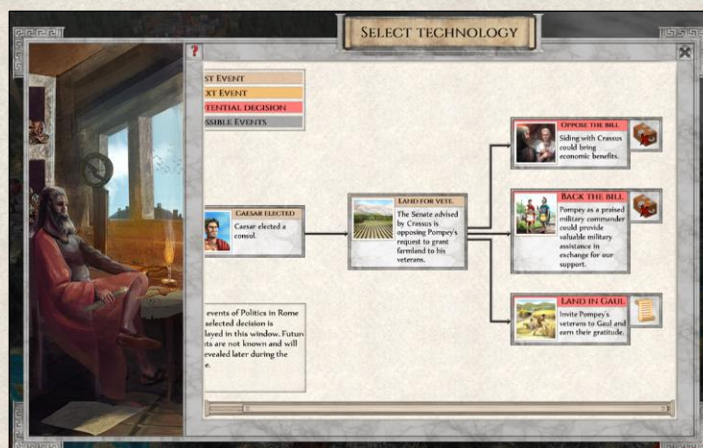 SELECT TECHNOLOGY
?
ST EVENT
XT EVENT
TENTIAL DECISION
SSIBLE EVENTS
CAESAR ELECTED
Caesar elected a
consul.
LAND FOR VETE.
The Senate advised
by Crassus is
opposing Pompey's
request to grant
farmland to his
veterans.
OPPOSE THE BILL
Siding with Crassus
could bring
economic benefits.
BACK THE BILL
Pompey as a praised
military commander
could provide
valuable military
assistance in
exchange for our
support.
LAND IN GAUL
Invite Pompey's
veterans to Gaul and
earn their gratitude.
events of Politics in Rome
selected decision is
layed in this window. Futur
ts are not known and will
evealed later during the
e.